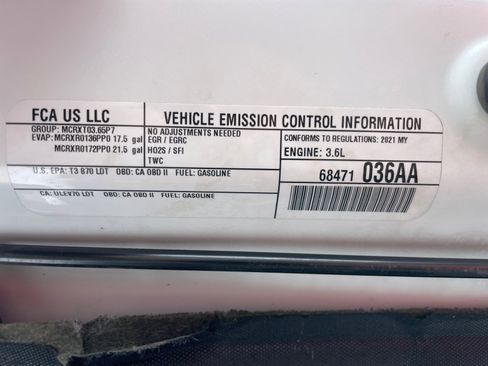 FCA US LLC
VEHICLE EMISSION CONTROL INFORMATION
GROUP: MCRXT03.65P7
EVAP: MCRXR0136PP0 17.5 gal
MCRXR0172PP0 21.5 gal
NO ADJUSTMENTS NEEDED
EGR / EGRC
HO2S / SFI
TWC
CONFORMS TO REGULATIONS: 2021 MY
ENGINE: 3.6L
U.S. EPA: T3 B70 LDT OBD: CA OBD II FUEL: GASOLINE
CA: ULEV70 LDT OBD: CA OBD II FUEL: GASOLINE
68471 036AA